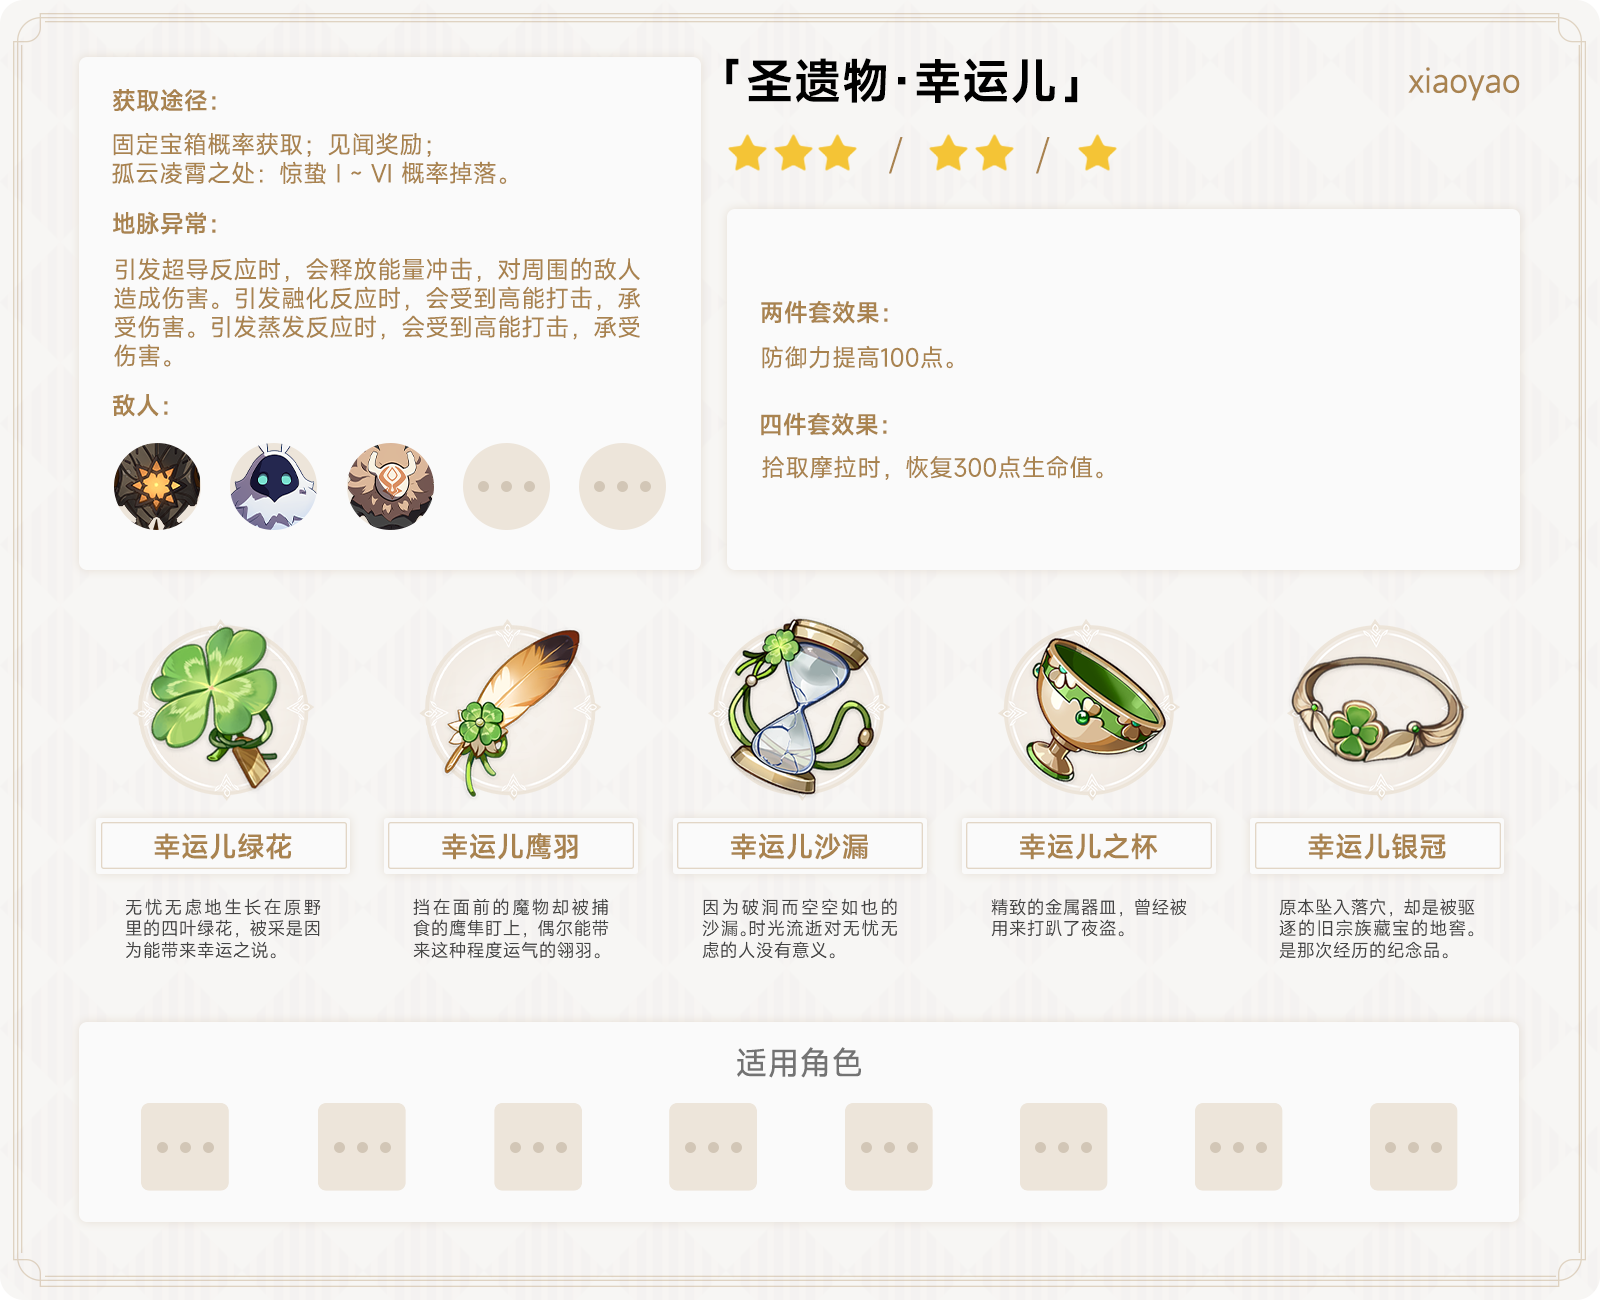 获取途径：
固定宝箱概率获取；见闻奖励；
孤云凌霄之处：惊蛰 I ~ VI 概率掉落。
地脉异常：
引发超导反应时，会释放能量冲击，对周围的敌人
造成伤害。引发融化反应时，会受到高能打击，承
受伤害。引发蒸发反应时，会受到高能打击，承受
伤害。
敌人：
「圣遗物·幸运儿」
xiaoyao
/ /
两件套效果：
防御力提高100点。
四件套效果：
拾取摩拉时，恢复300点生命值。
幸运儿绿花
无忧无虑地生长在原野
里的四叶绿花，被采是因
为能带来幸运之说。
幸运儿鹰羽
挡在面前的魔物却被捕
食的鹰隼盯上，偶尔能带
来这种程度运气的翎羽。
幸运儿沙漏
因为破洞而空空如也的
沙漏。时光流逝对无忧无
虑的人没有意义。
幸运儿之杯
精致的金属器皿，曾经被
用来打趴了夜盗。
幸运儿银冠
原本坠入落穴，却是被驱
逐的旧宗族藏宝的地窖。
是那次经历的纪念品。
适用角色